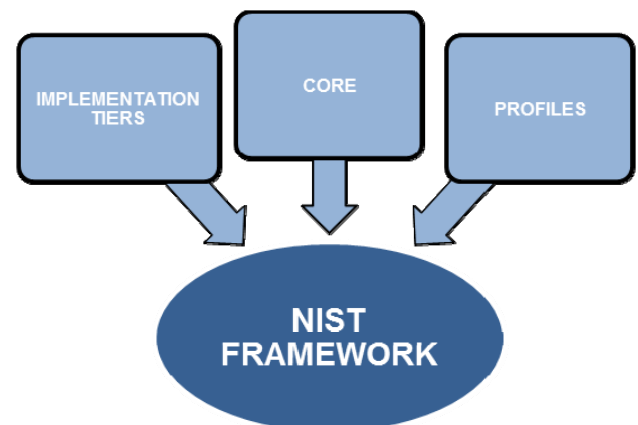 IMPLEMENTATION
TIERS
CORE
PROFILES
NIST
FRAMEWORK